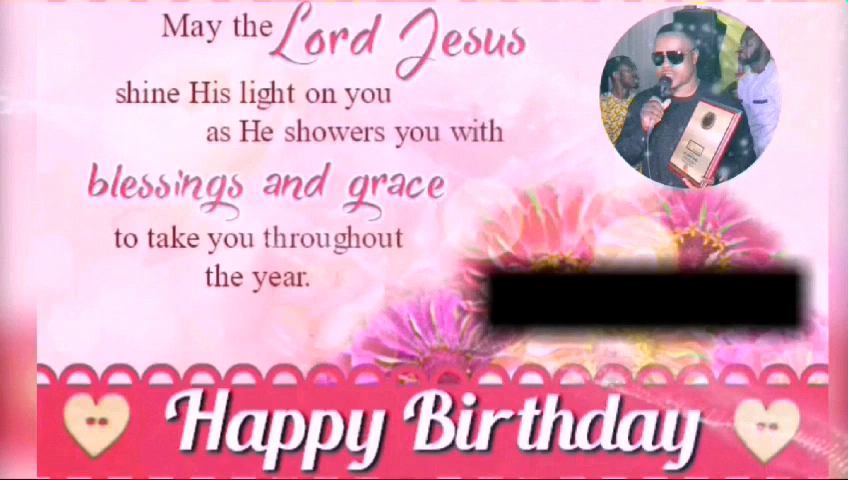 May the Lord Jesus
shine His light on you
as He showers you with
blessings and grace
to take you throughout
the year.
Happy Birthday